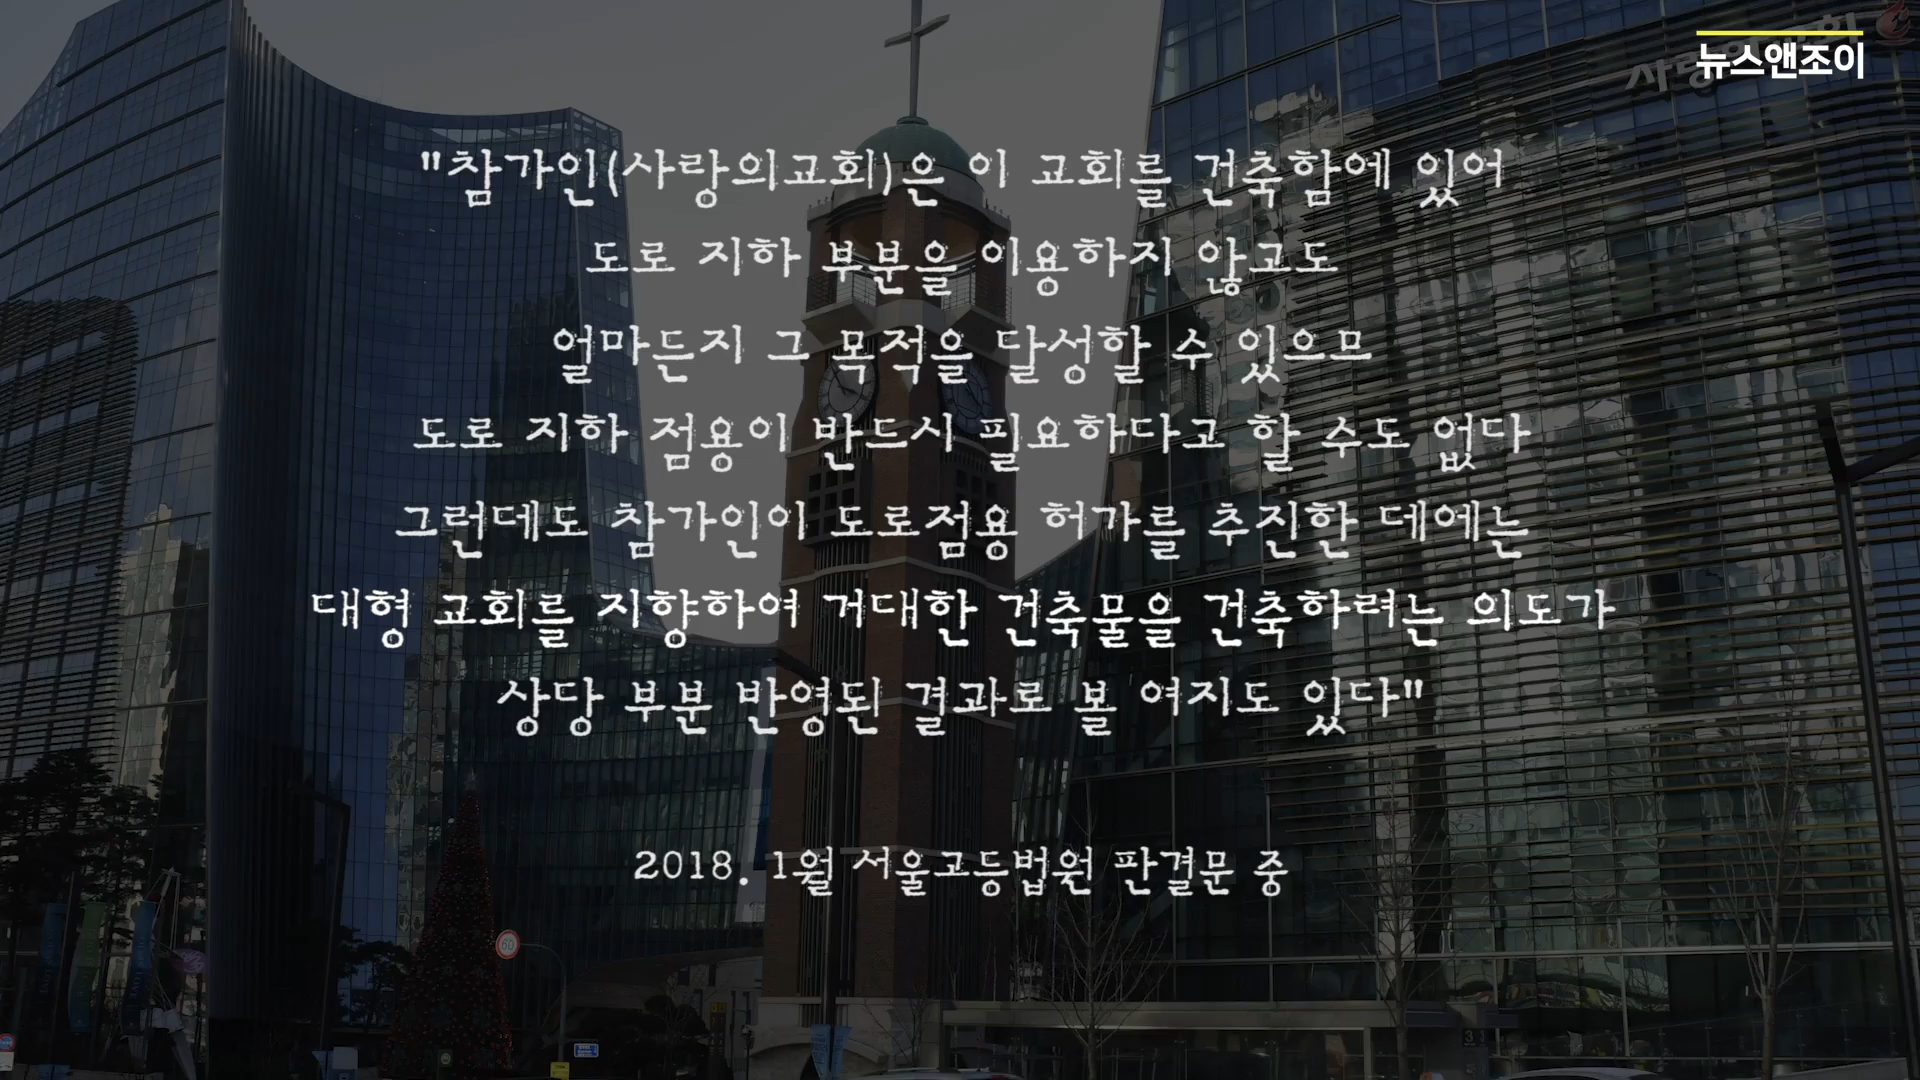 사랑의교회
뉴스앤조이
"참가인(사랑의교회)은 이 교회를 건축함에 있어
도로 지하 부분을 이용하지 않고도
얼마든지 그 목적을 달성할 수 있으므
도로 지하 점용이 반드시 필요하다고 할 수도 없다
그런데도 참가인이 도로점용 허가를 추진한 데에는
대형 교회를 지향하여 거대한 건축물을 건축하려는 의도가
상당 부분 반영된 결과로 볼 여지도 있다"
2018. 1월 서울고등법원 판결문 중
60
3